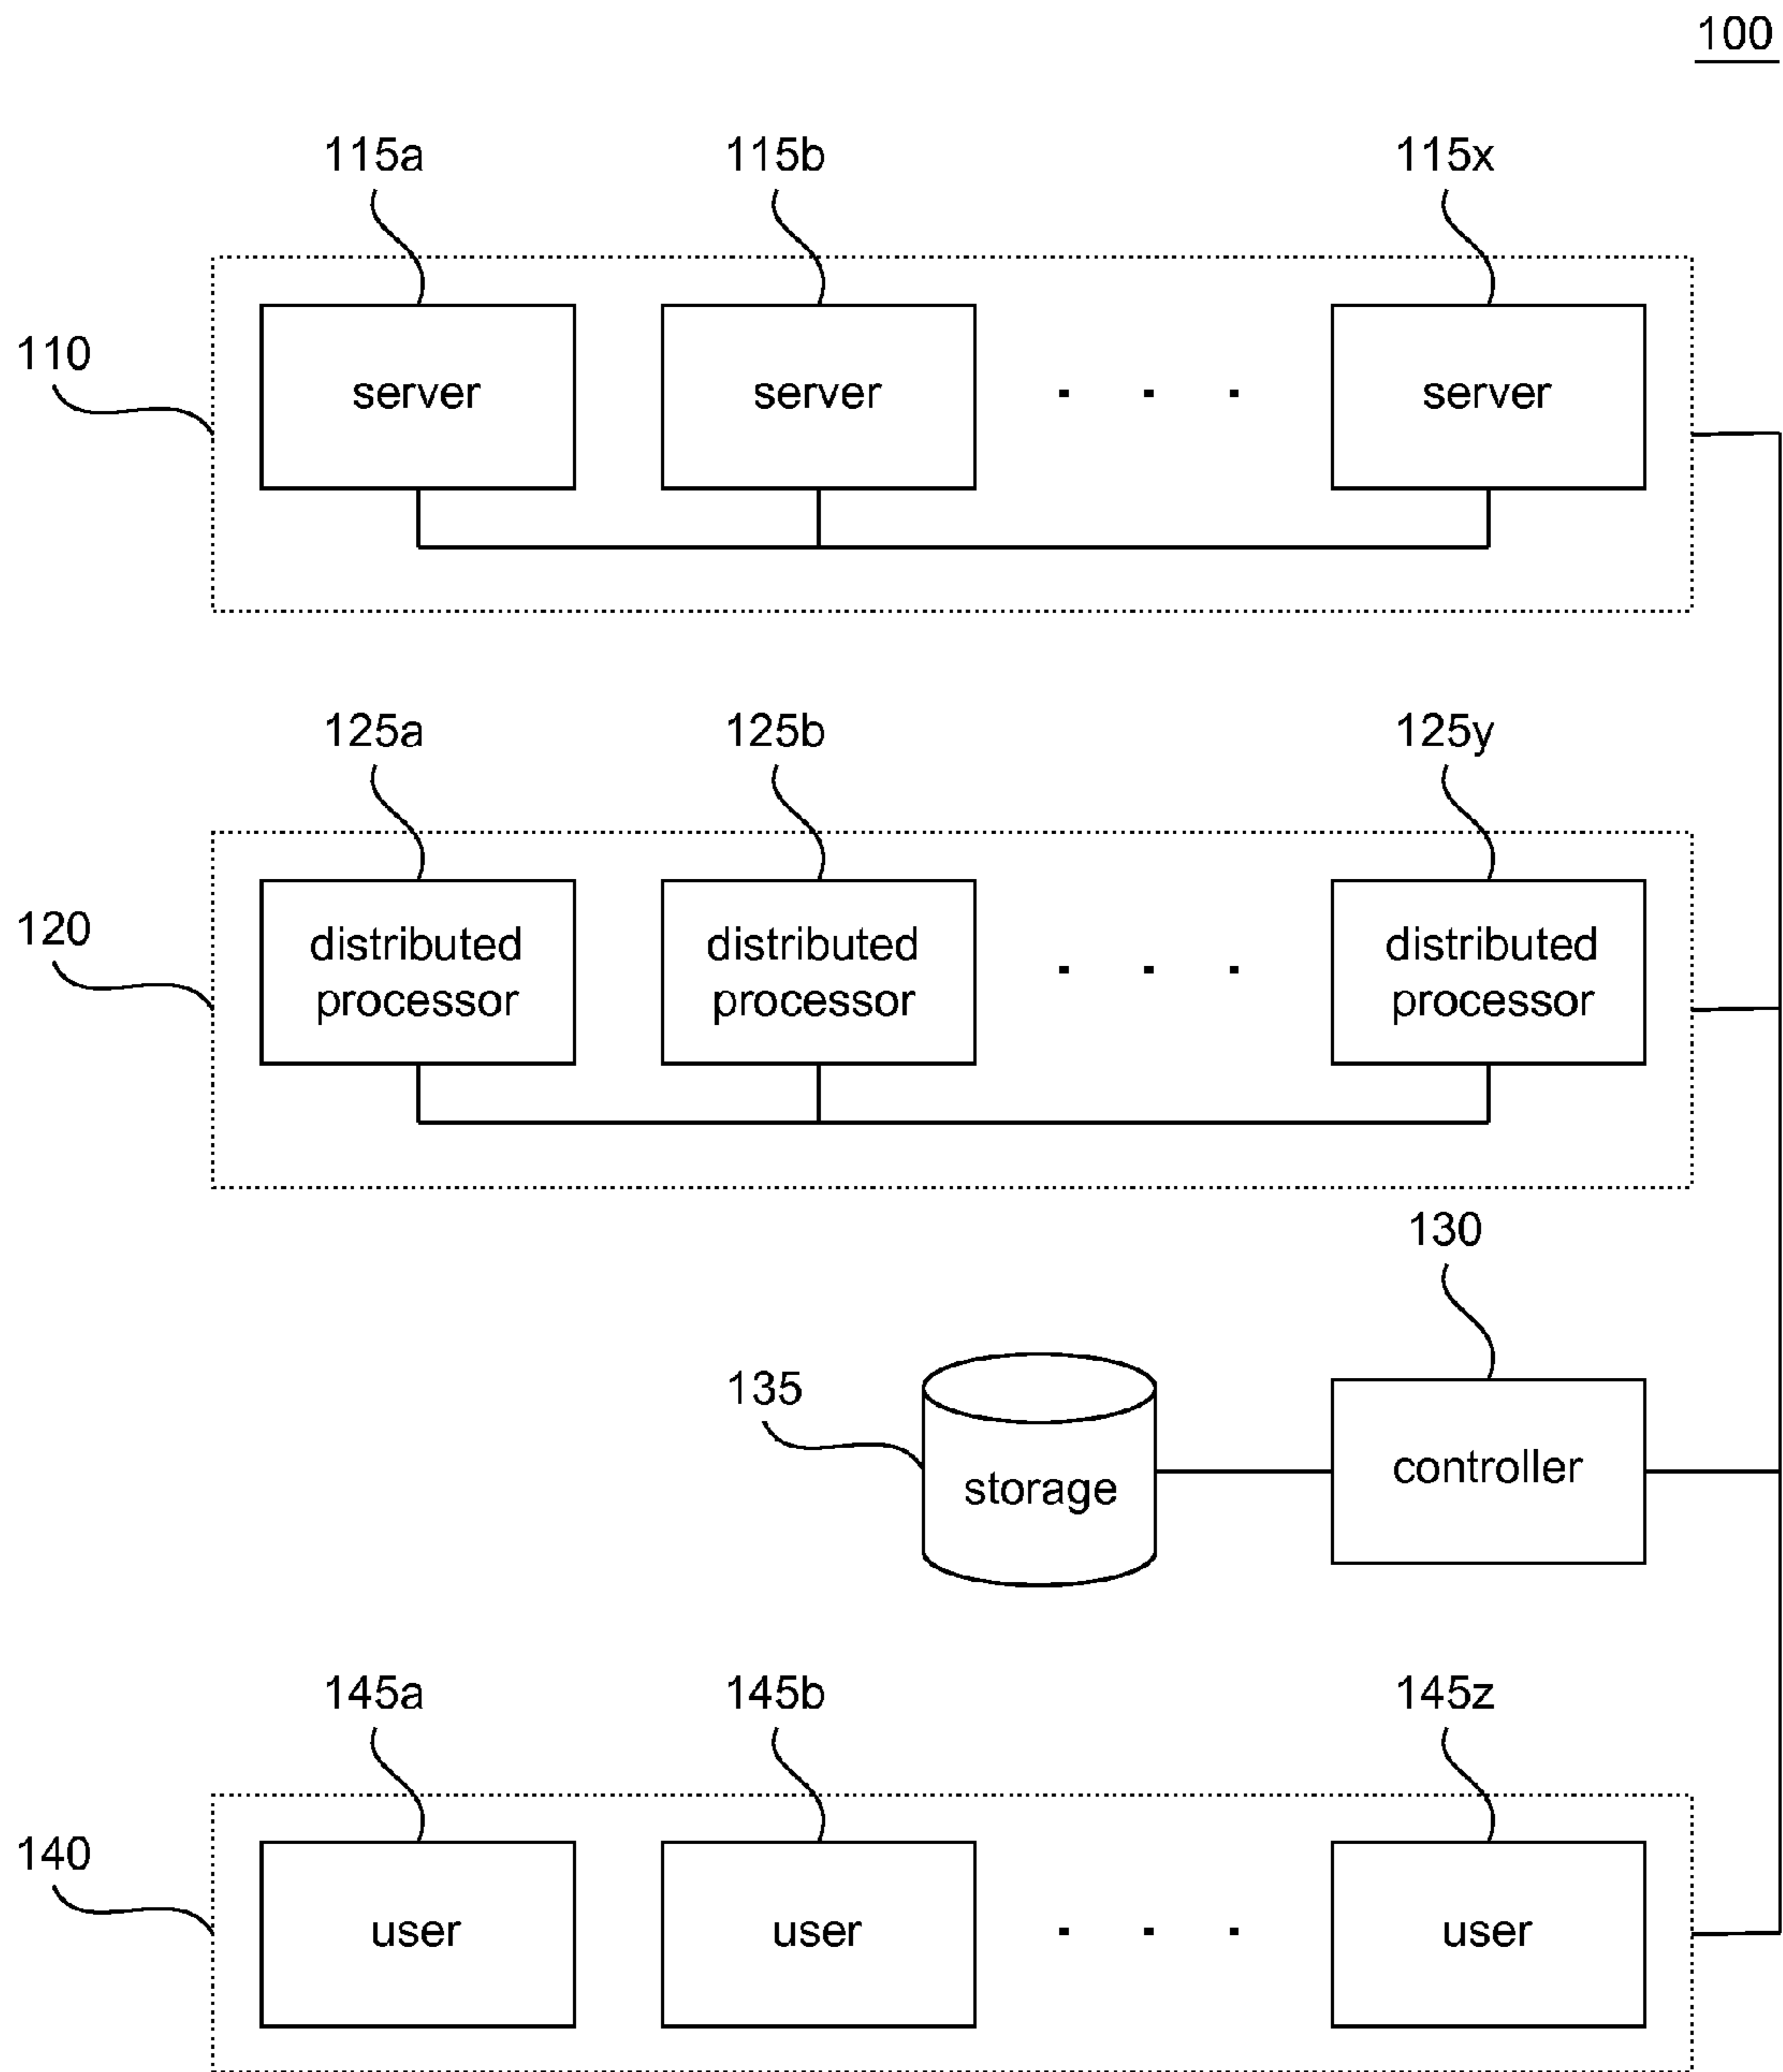 100
115a 115b 115x
110
server server . . . server
125a 125b 125y
120
distributed distributed distributed
processor processor . . . processor
130
135
controller
storage
145a 145b 145z
140
user user . . . user